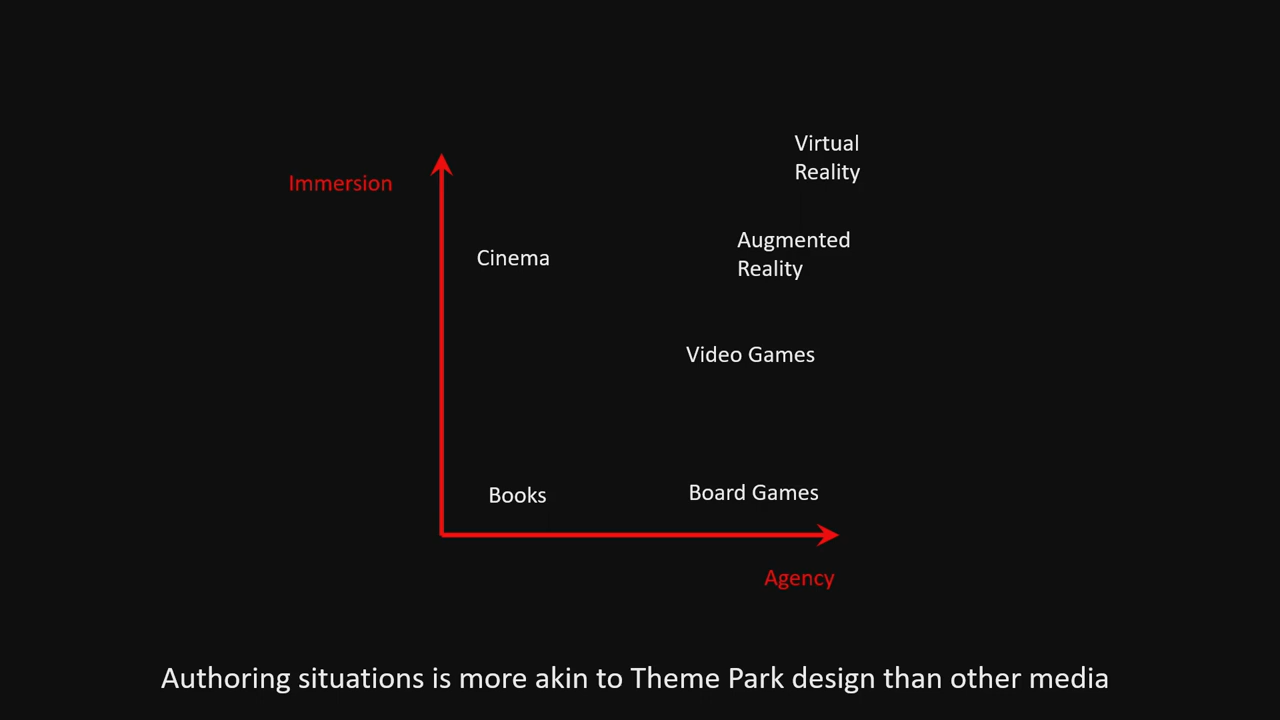 Virtual
Reality
Immersion
Augmented
Reality
Cinema
Video Games
Books
Board Games
Agency
Authoring situations is more akin to Theme Park design than other media